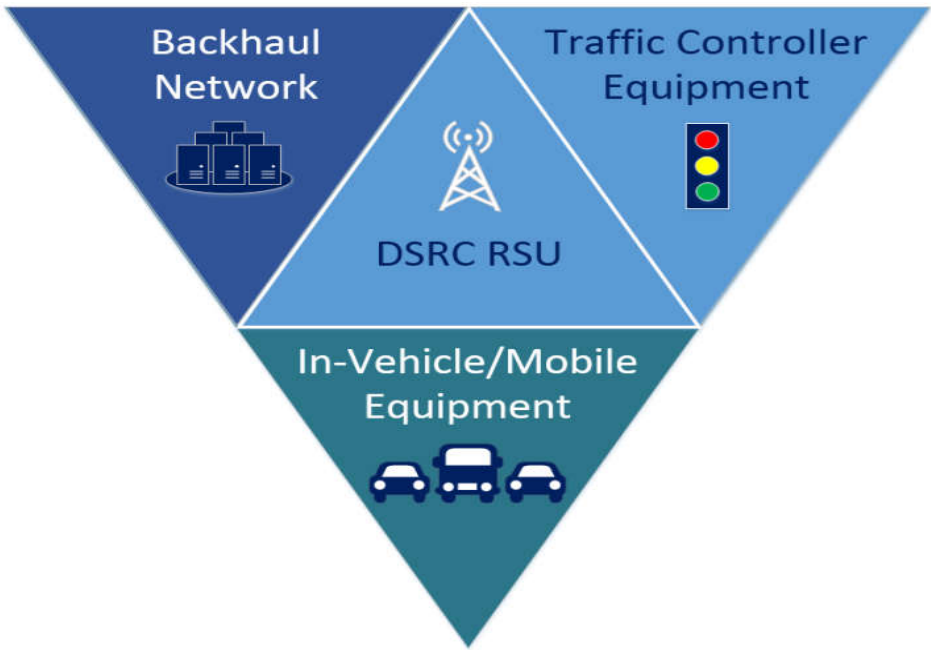 Backhaul
Network
Traffic Controller
Equipment
DSRC RSU
In-Vehicle/Mobile
Equipment